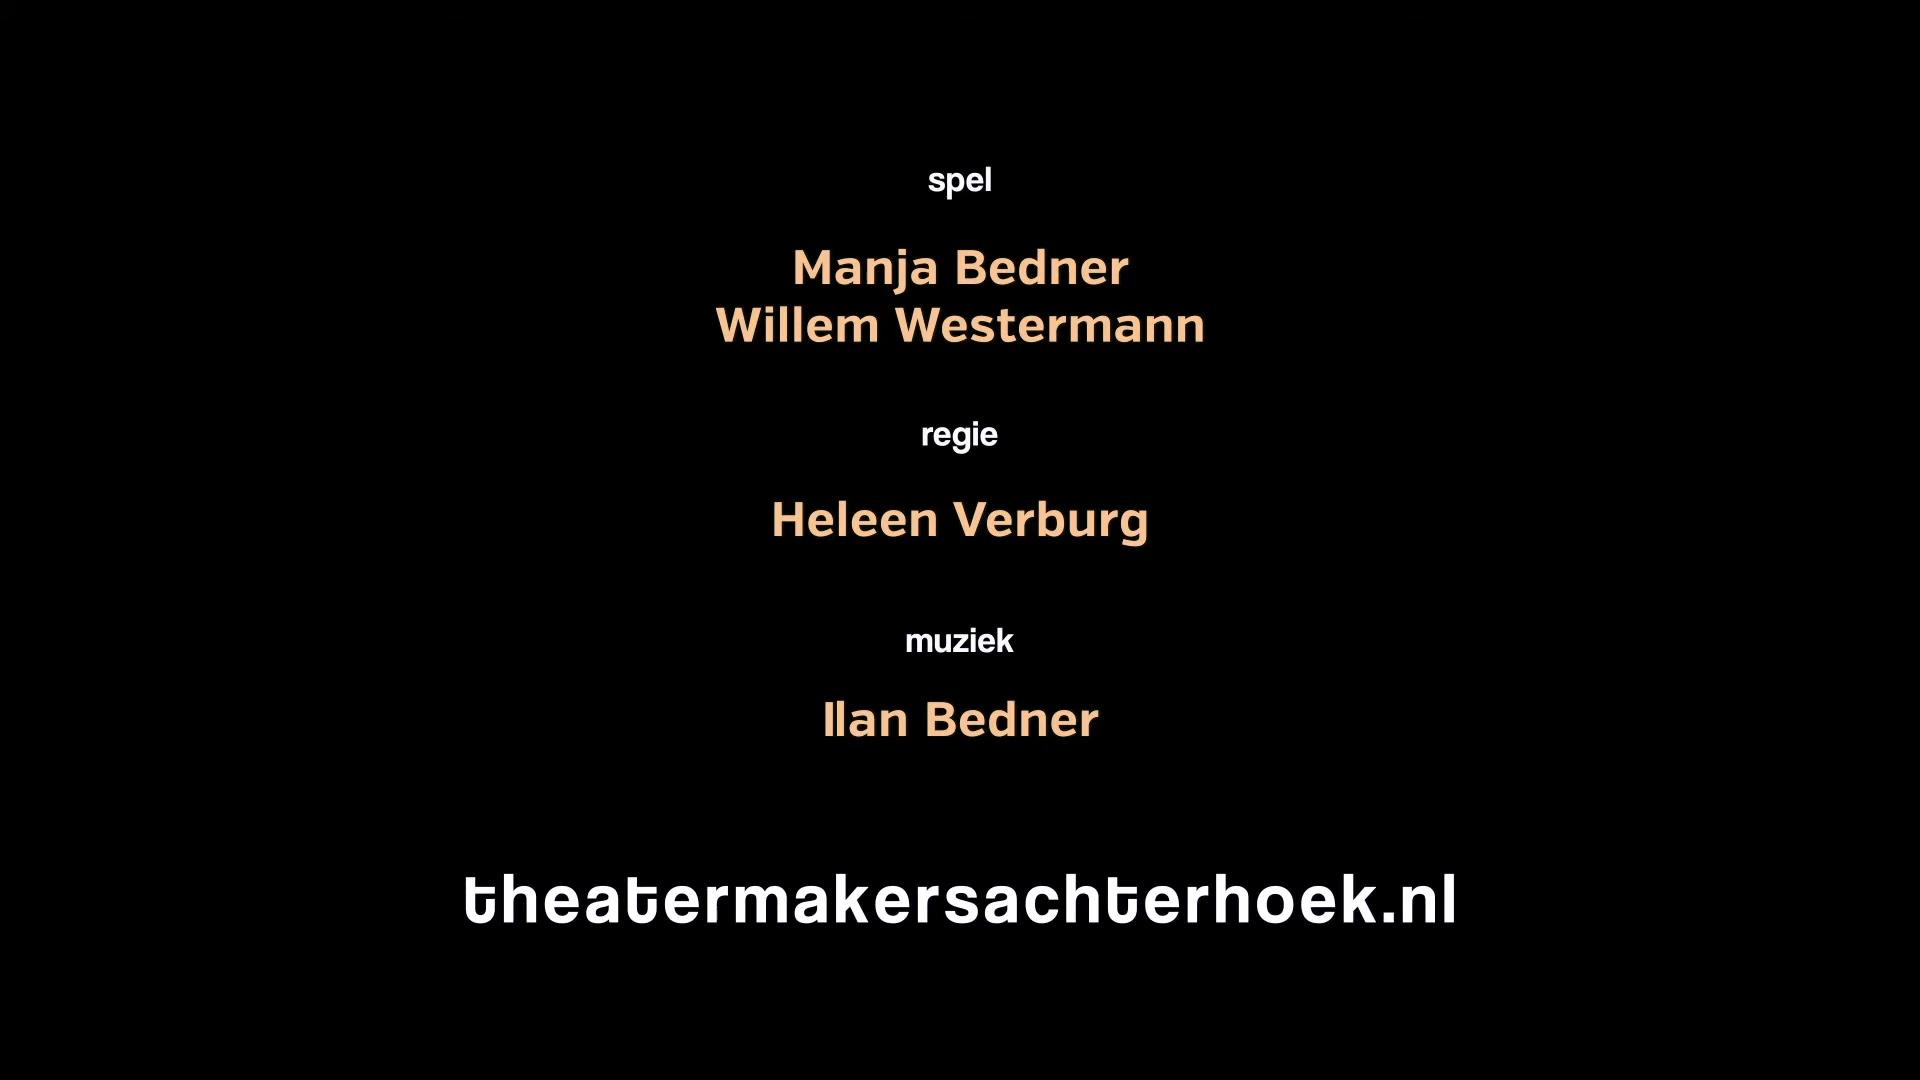 spel
Manja Bedner
Willem Westermann
regie
Heleen Verburg
muziek
Ilan Bedner
theatermakersachterhoek.nl